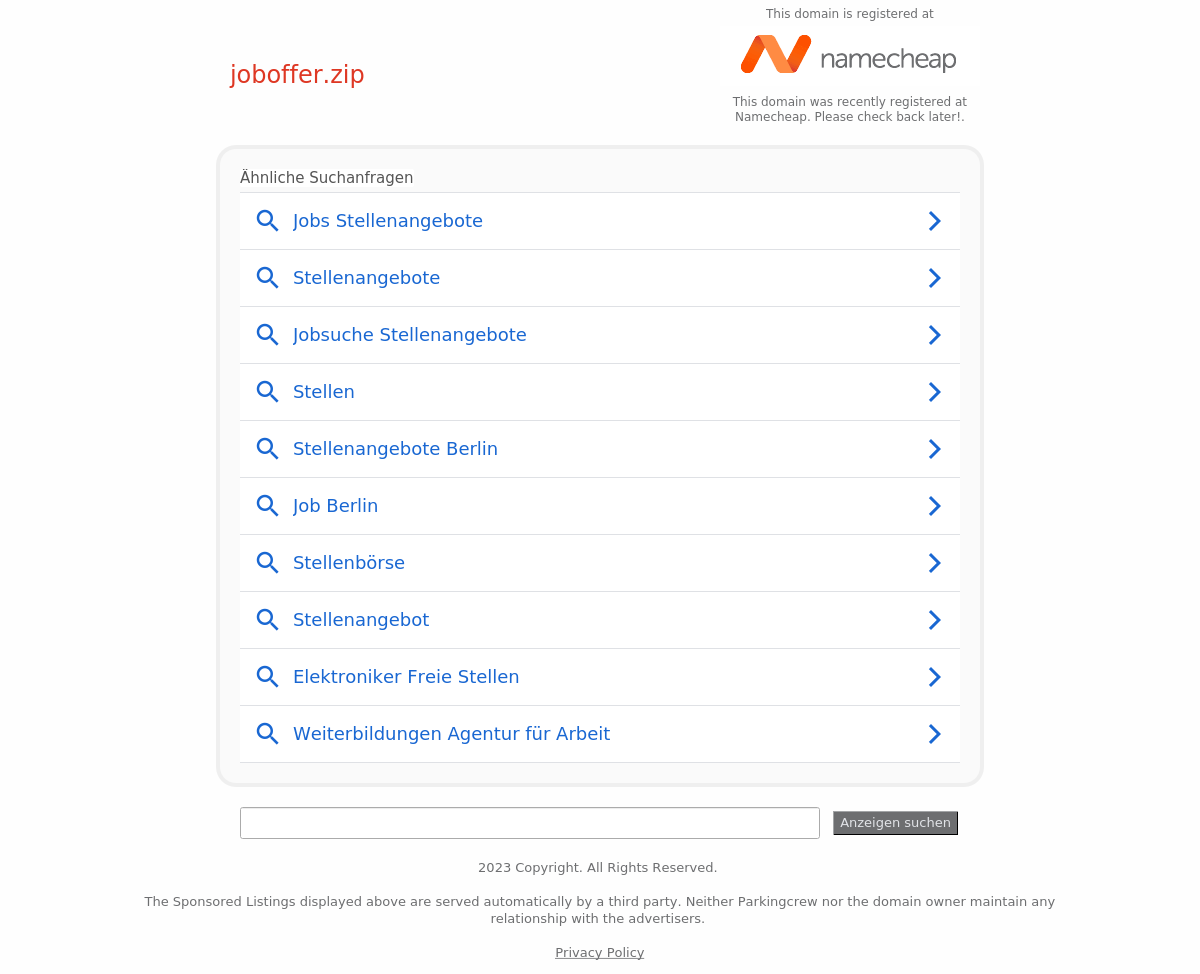 This domain is registered at
namecheap
joboffer.zip
This domain was recently registered at
Namecheap. Please check back later!.
Ähnliche Suchanfragen
Jobs Stellenangebote
Stellenangebote
Jobsuche Stellenangebote
Stellen
Stellenangebote Berlin
Job Berlin
Stellenbörse
Stellenangebot
Elektroniker Freie Stellen
Weiterbildungen Agentur für Arbeit
Anzeigen suchen
2023 Copyright. All Rights Reserved.
The Sponsored Listings displayed above are served automatically by a third party. Neither Parkingcrew nor the domain owner maintain any
relationship with the advertisers.
Privacy Policy